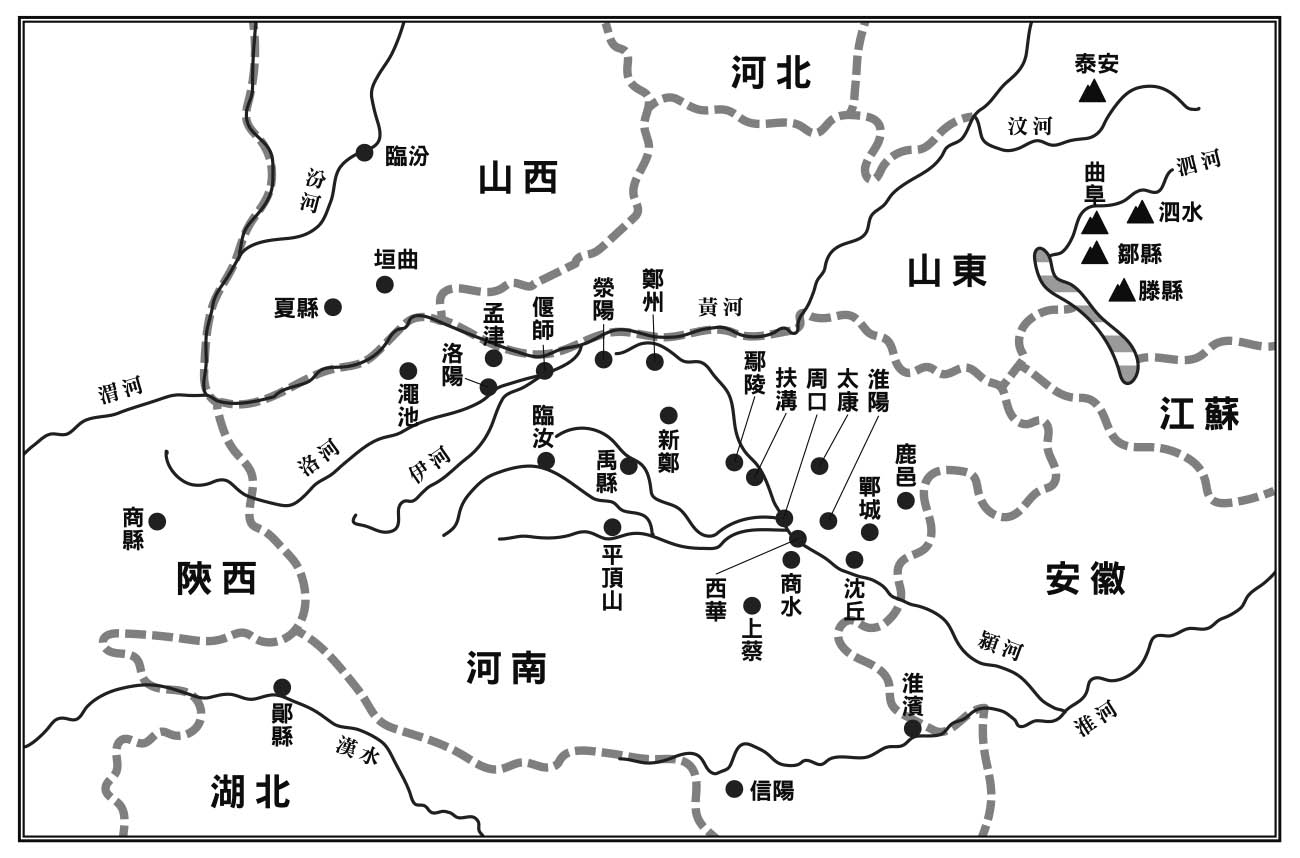 河北
泰安
汶河
臨汾
山西
泗河
汾河
曲阜
泗水
鄒縣
垣曲
山東
滕縣
夏縣
孟津
偃師
滎陽
鄭州
黃河
洛陽
澠池
鄢陵
扶溝
周口
太康
淮陽
渭河
江蘇
臨汝
新鄭
洛河
伊河
禹縣
鹿邑
鄲城
商縣
平頂山
陝西
安徽
西華
商水
沈丘
上蔡
潁河
河南
淮濱
鄖縣
淮河
漢水
湖北
信陽